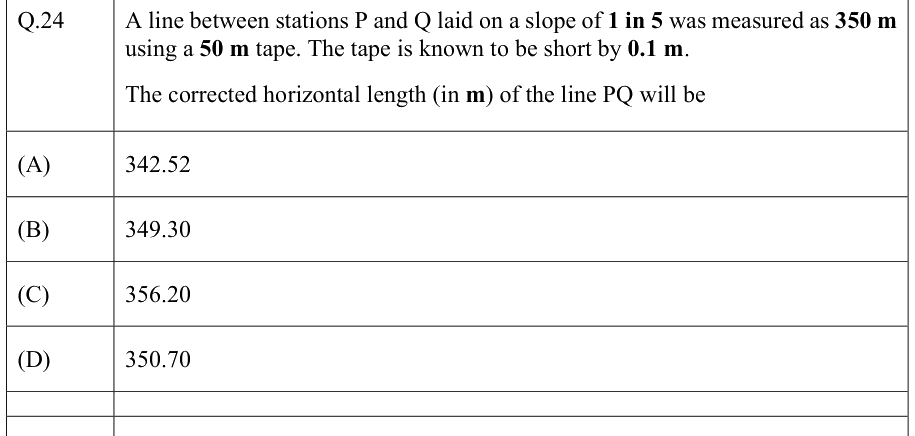 Q.24 A line between stations P and Q laid on a slope of 1 in 5 was measured as 350 m
using a 50 m tape. The tape is known to be short by 0.1 m.
The corrected horizontal length (in m) of the line PQ will be
(A) 342.52
(B) 349.30
(C) 356.20
(D) 350.70